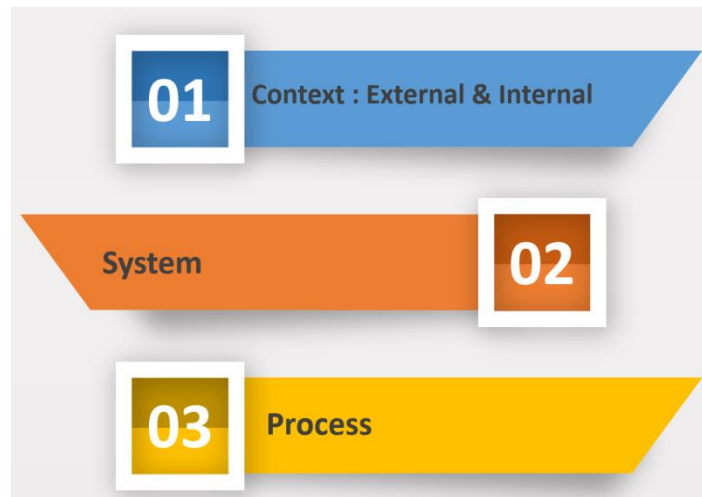 01 Context : External & Internal
System 02
03 Process